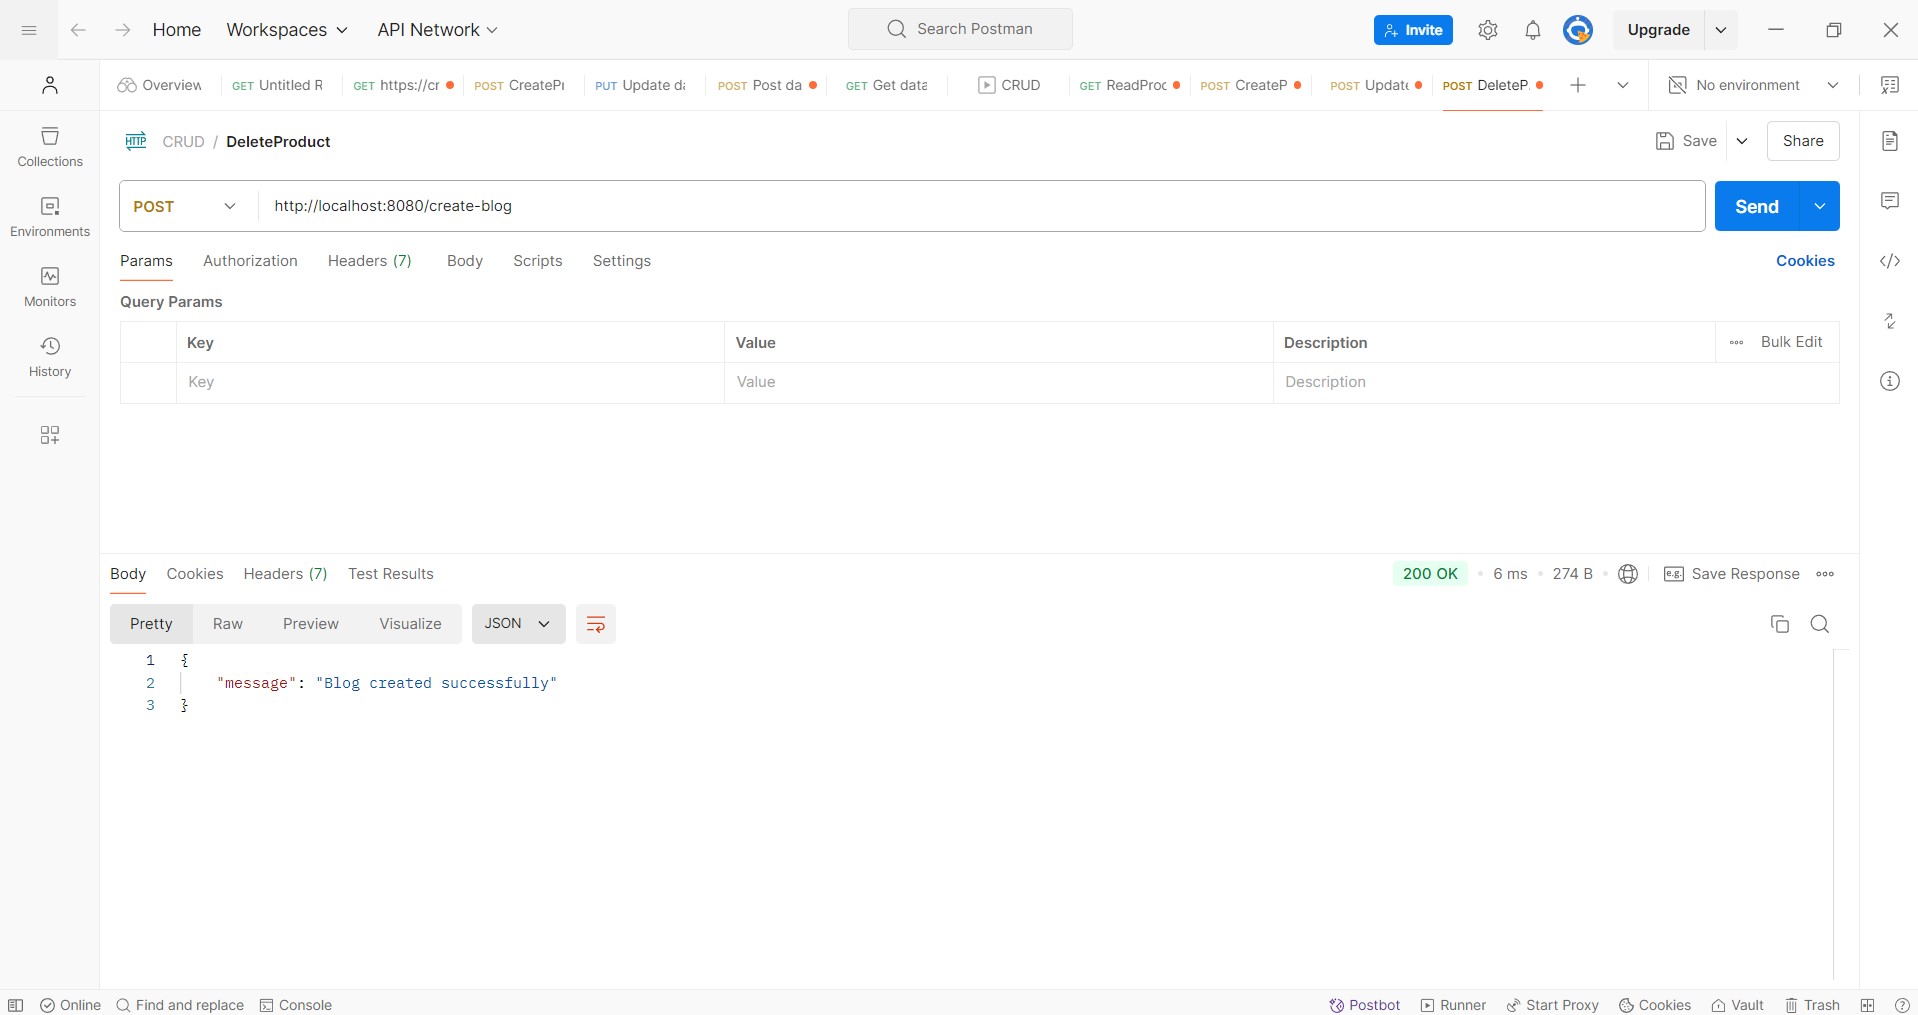 Home Workspaces API Network Search Postman Invite Upgrade
Overview GET Untitled R GET https://cr POST CreatePr PUT Update da POST Post da GET Get data CRUD GET ReadProc POST CreateP POST Update POST DeleteP. No environment
HTTP CRUD / DeleteProduct Save Share
Collections
Environments
Monitors
History
POST http://localhost:8080/create-blog Send
Params Authorization Headers (7) Body Scripts Settings Cookies
Query Params
Key Value Description Bulk Edit
Key Value Description
Body Cookies Headers (7) Test Results 200 OK 6 ms 274 B e.g. Save Response
Pretty Raw Preview Visualize JSON
1 {
2 "message": "Blog created successfully"
3 }
Online Find and replace Console Postbot Runner Start Proxy Cookies Vault Trash